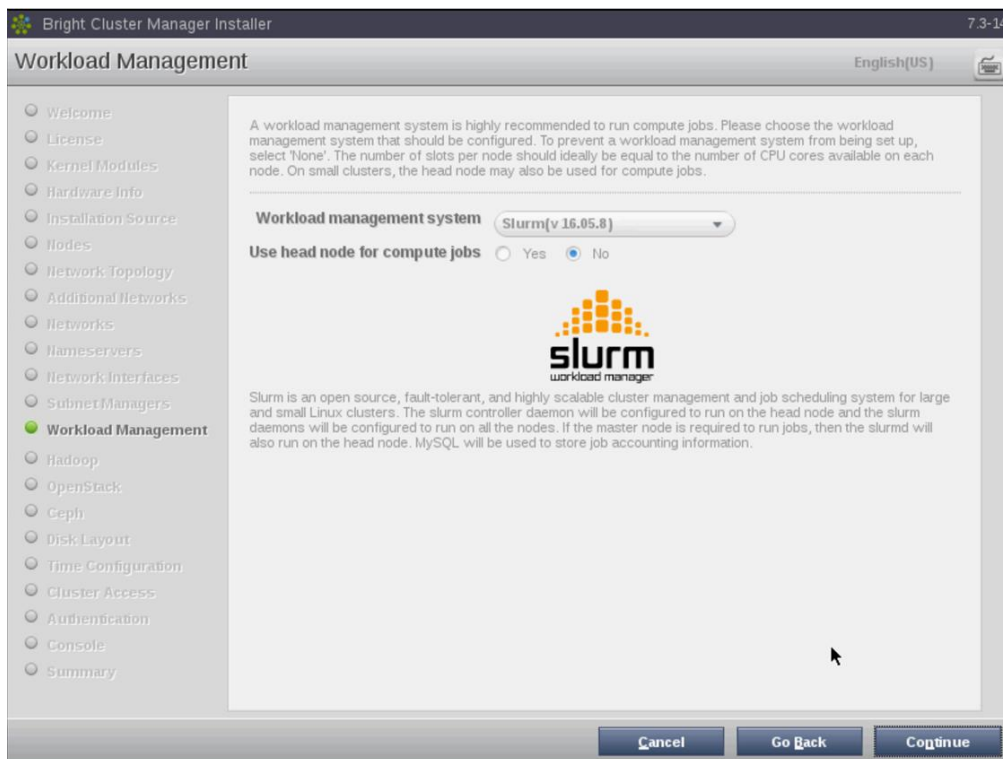 Bright Cluster Manager Installer
7.3-14
Workload Management
English(US)
Welcome
License
Kernel Modules
Hardware Info
Installation Source
Nodes
Network Topology
Additional Networks
Networks
Nameservers
Network Interfaces
Subnet Managers
Workload Management
Hadoop
OpenStack
Ceph
Disk Layout
Time Configuration
Cluster Access
Authentication
Console
Summary
A workload management system is highly recommended to run compute jobs. Please choose the workload
management system that should be configured. To prevent a workload management system from being set up,
select 'None'. The number of slots per node should ideally be equal to the number of CPU cores available on each
node. On small clusters, the head node may also be used for compute jobs.
Workload management system
Slurm(v 16.05.8)
Use head node for compute jobs
Yes
No
slurm
workload manager
Slurm is an open source, fault-tolerant, and highly scalable cluster management and job scheduling system for large
and small Linux clusters. The slurm controller daemon will be configured to run on the head node and the slurm
daemons will be configured to run on all the nodes. If the master node is required to run jobs, then the slurmd will
also run on the head node. MySQL will be used to store job accounting information.
Cancel
Go Back
Continue